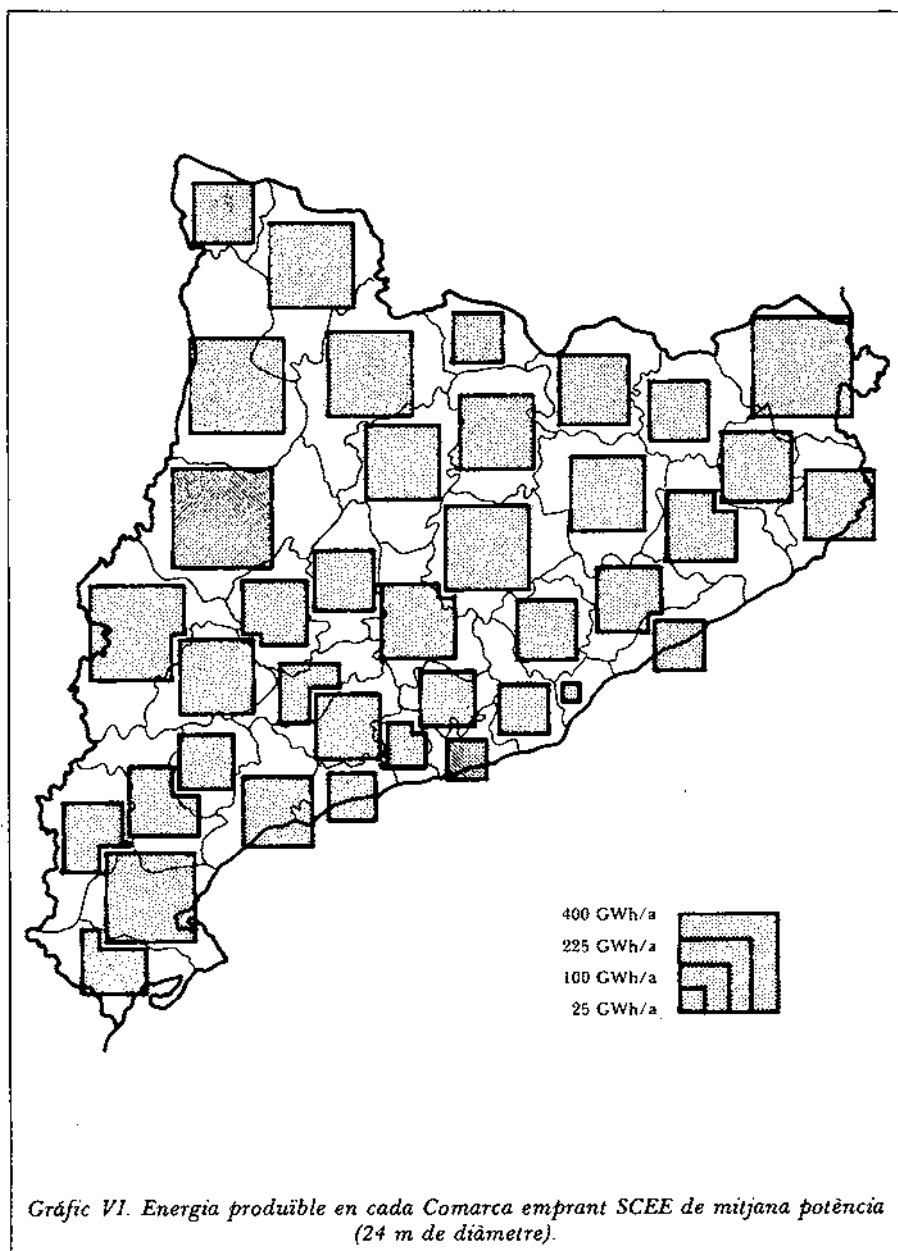 400 GWh/a
225 GWh/a
100 GWh/a
25 GWh/a
Gráfic VI. Energia produïble en cada Comarca emprant SCEE de mitjana potència
(24 m de diàmetre).